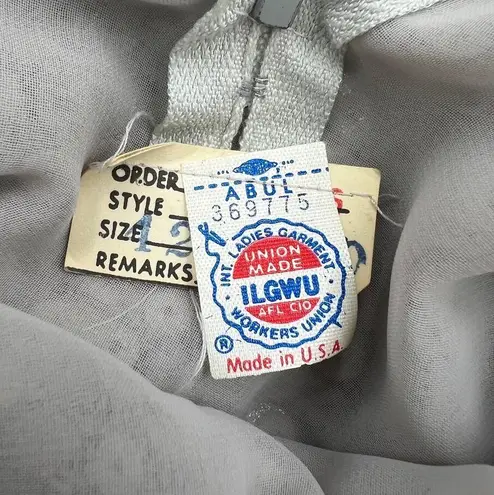 ORDER
STYLE
SIZE 12
REMARKS
ABUL
369775
INT. LADIES GARMENT
UNION
MADE
ILGWU
AFL CIO
WORKERS UNION
®
Made in U.S.A